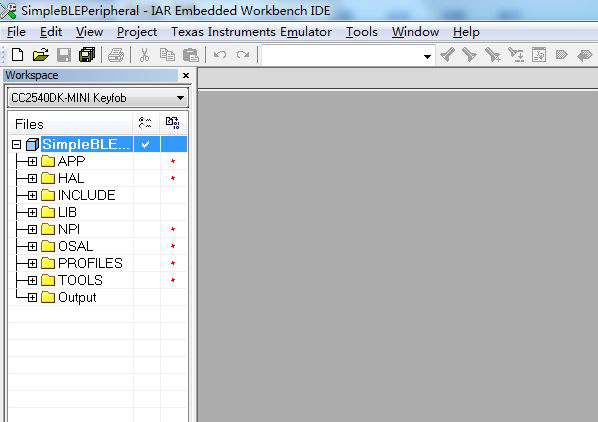 SimpleBLEPeripheral - IAR Embedded Workbench IDE
File Edit View Project Texas Instruments Emulator Tools Window Help
Workspace
CC2540DK-MINI Keyfob
Files
SimpleBLE...
APP
HAL
INCLUDE
LIB
NPI
OSAL
PROFILES
TOOLS
Output